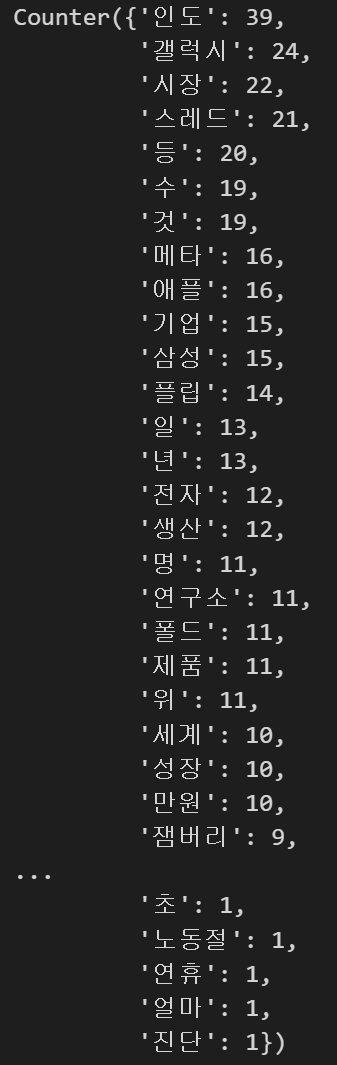 Counter({'인도': 39,
'갤럭시': 24,
'시장': 22,
'스레드': 21,
'등': 20,
'수': 19,
'것': 19,
'메타': 16,
'애플': 16,
'기업': 15,
'삼성': 15,
'플립': 14,
'일': 13,
'년': 13,
'전자': 12,
'생산': 12,
'명': 11,
'연구소': 11,
'폴드': 11,
'제품': 11,
'위': 11,
'세계': 10,
'성장': 10,
'만원': 10,
'잼버리': 9,
...
'초': 1,
'노동절': 1,
'연휴': 1,
'얼마': 1,
'진단': 1})